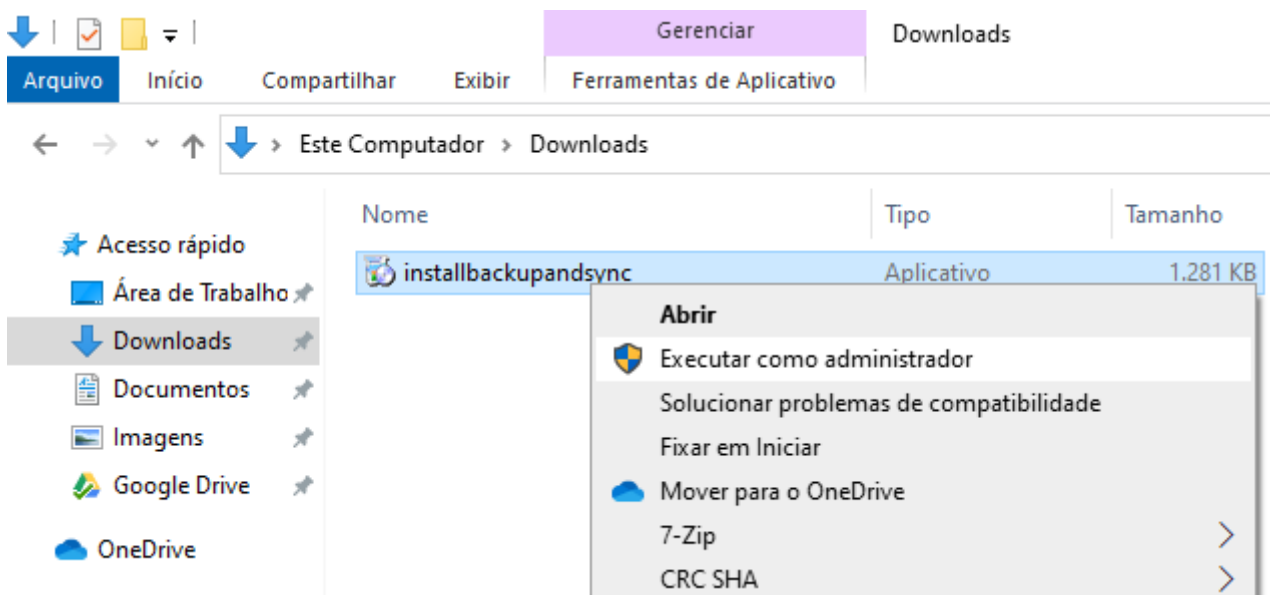 Gerenciar Downloads
Arquivo Início Compartilhar Exibir Ferramentas de Aplicativo
Este Computador > Downloads
Nome Tipo Tamanho
Acesso rápido
Área de Trabalho
Downloads
Documentos
Imagens
Google Drive
OneDrive
installbackupandsync Aplicativo 1.281 KB
Abrir
Executar como administrador
Solucionar problemas de compatibilidade
Fixar em Iniciar
Mover para o OneDrive
7-Zip
CRC SHA